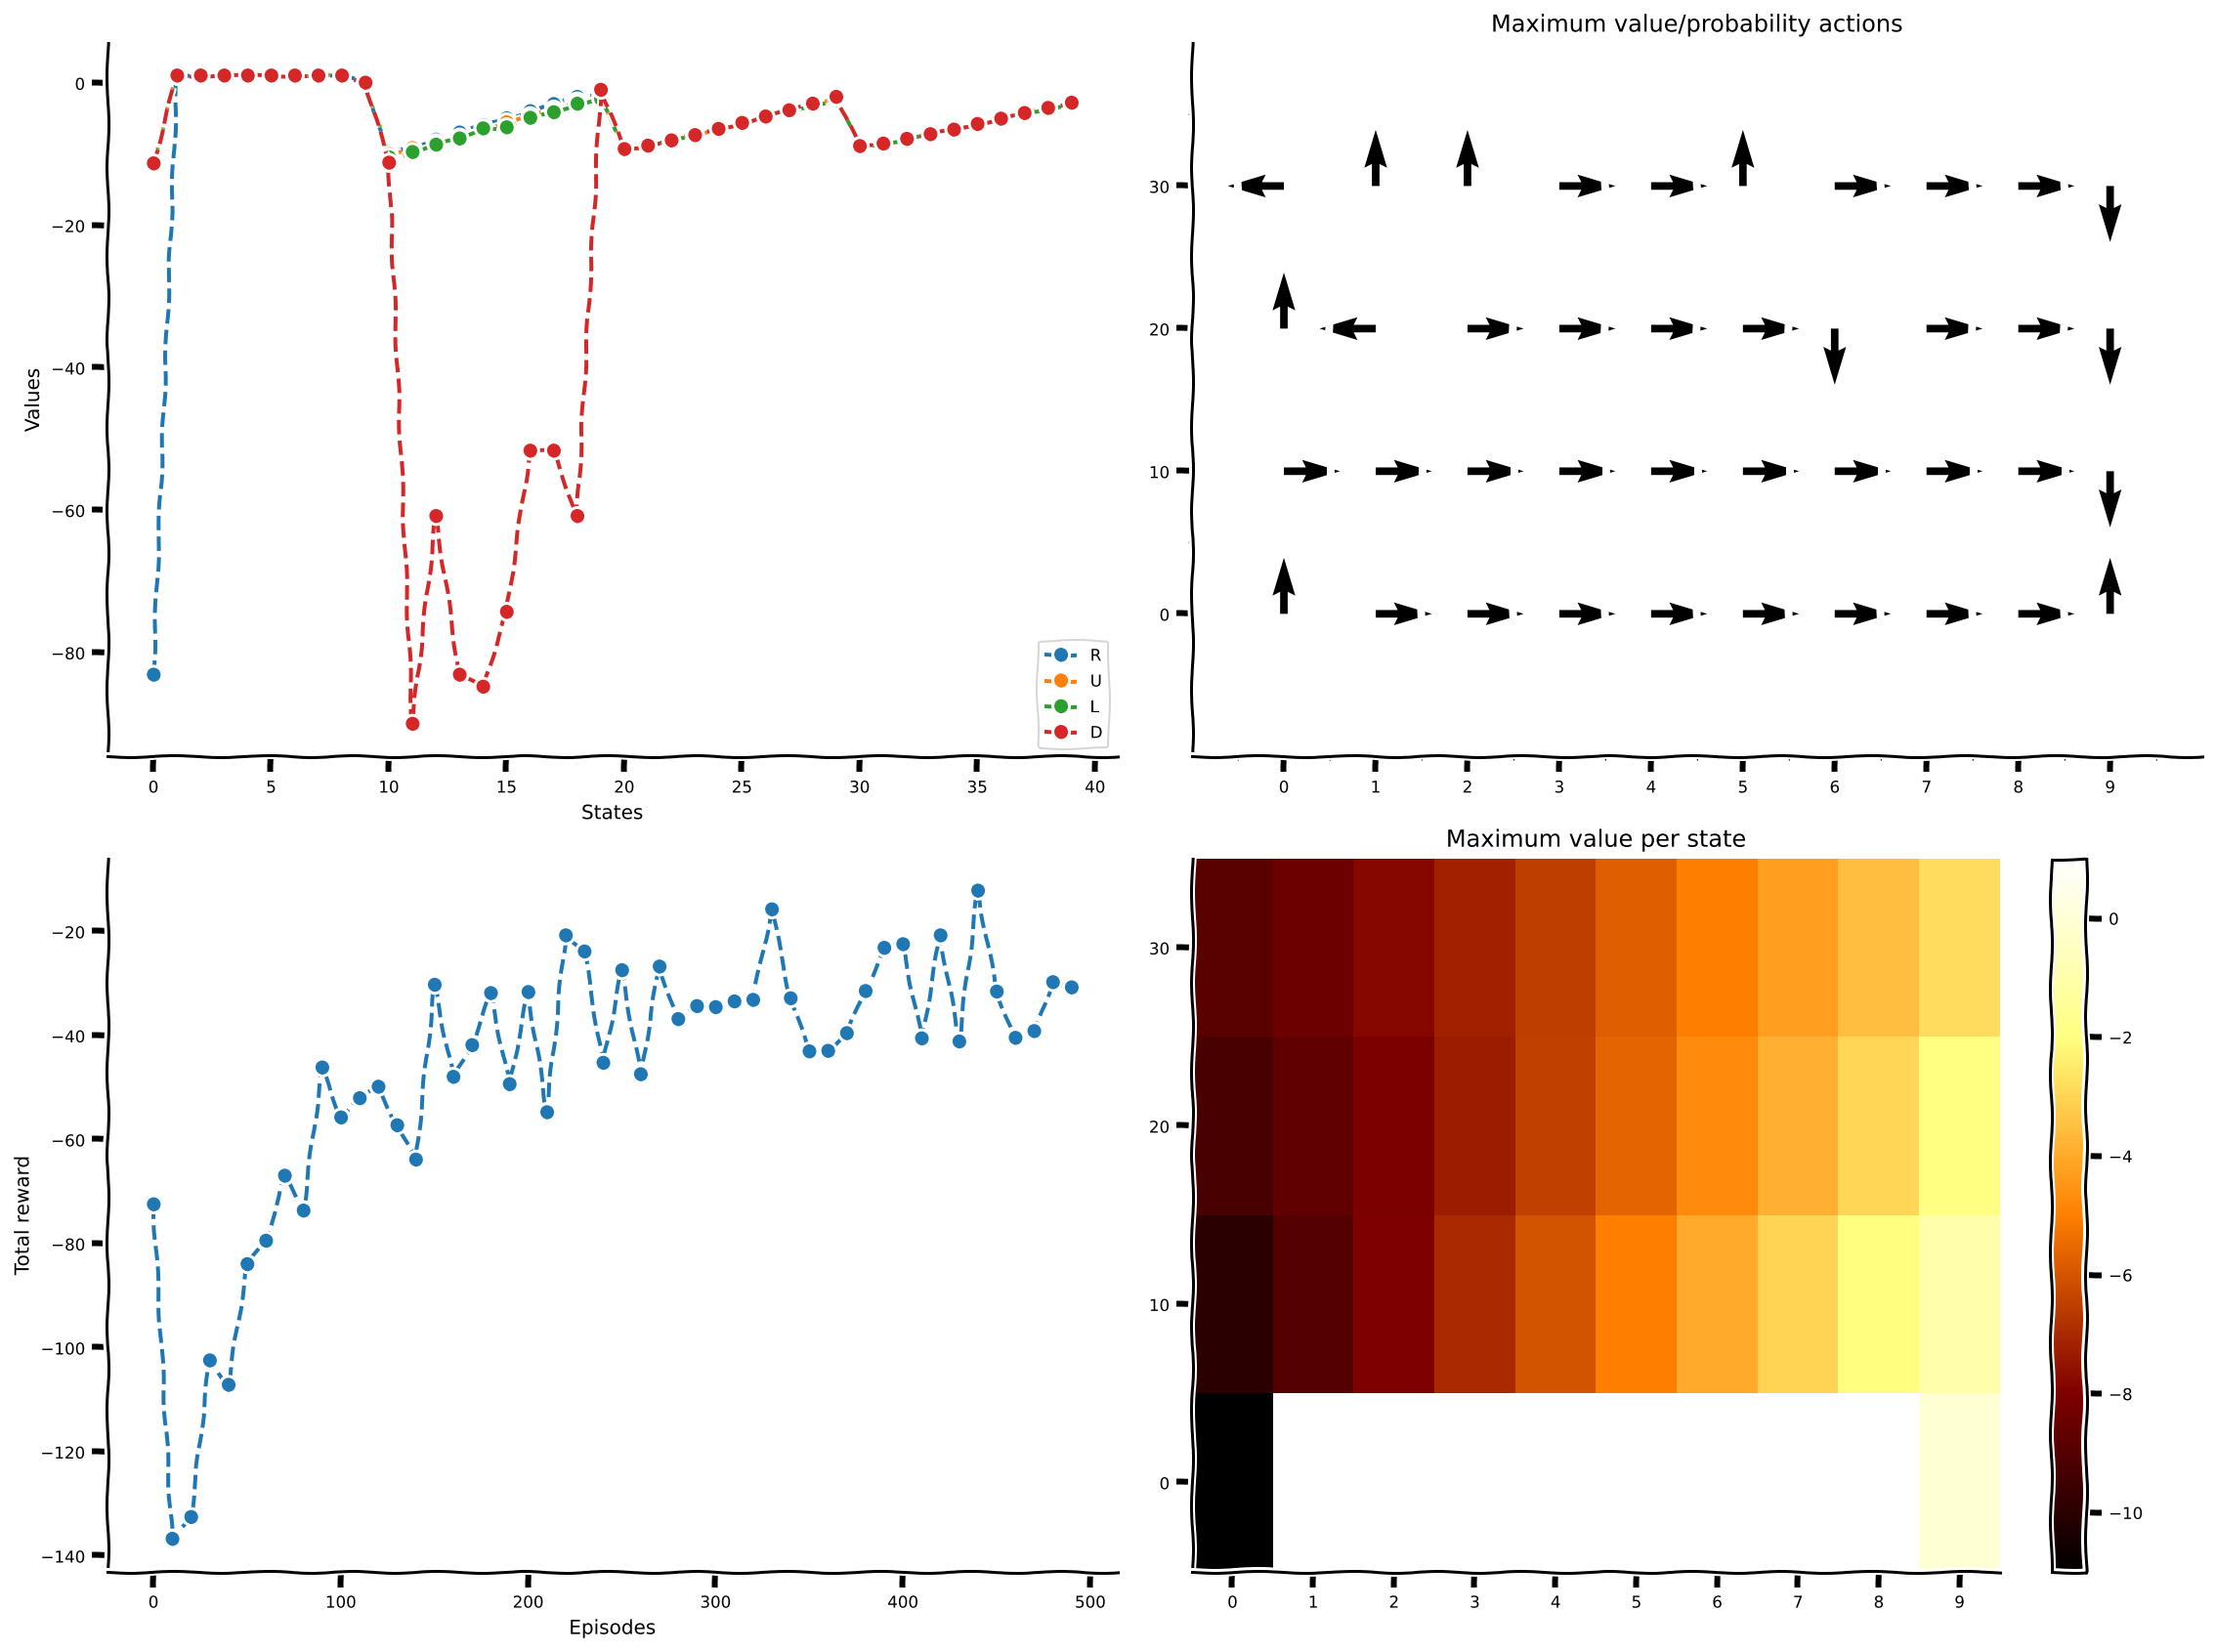 Maximum value/probability actions
0
−20
−40
−60
−80
Values
R
U
L
D
0 5 10 15 20 25 30 35 40
States
30
20
10
0
0 1 2 3 4 5 6 7 8 9
−20
−40
−60
−80
−100
−120
−140
Total reward
0 100 200 300 400 500
Episodes
Maximum value per state
30
20
10
0
0 1 2 3 4 5 6 7 8 9
0
−2
−4
−6
−8
−10